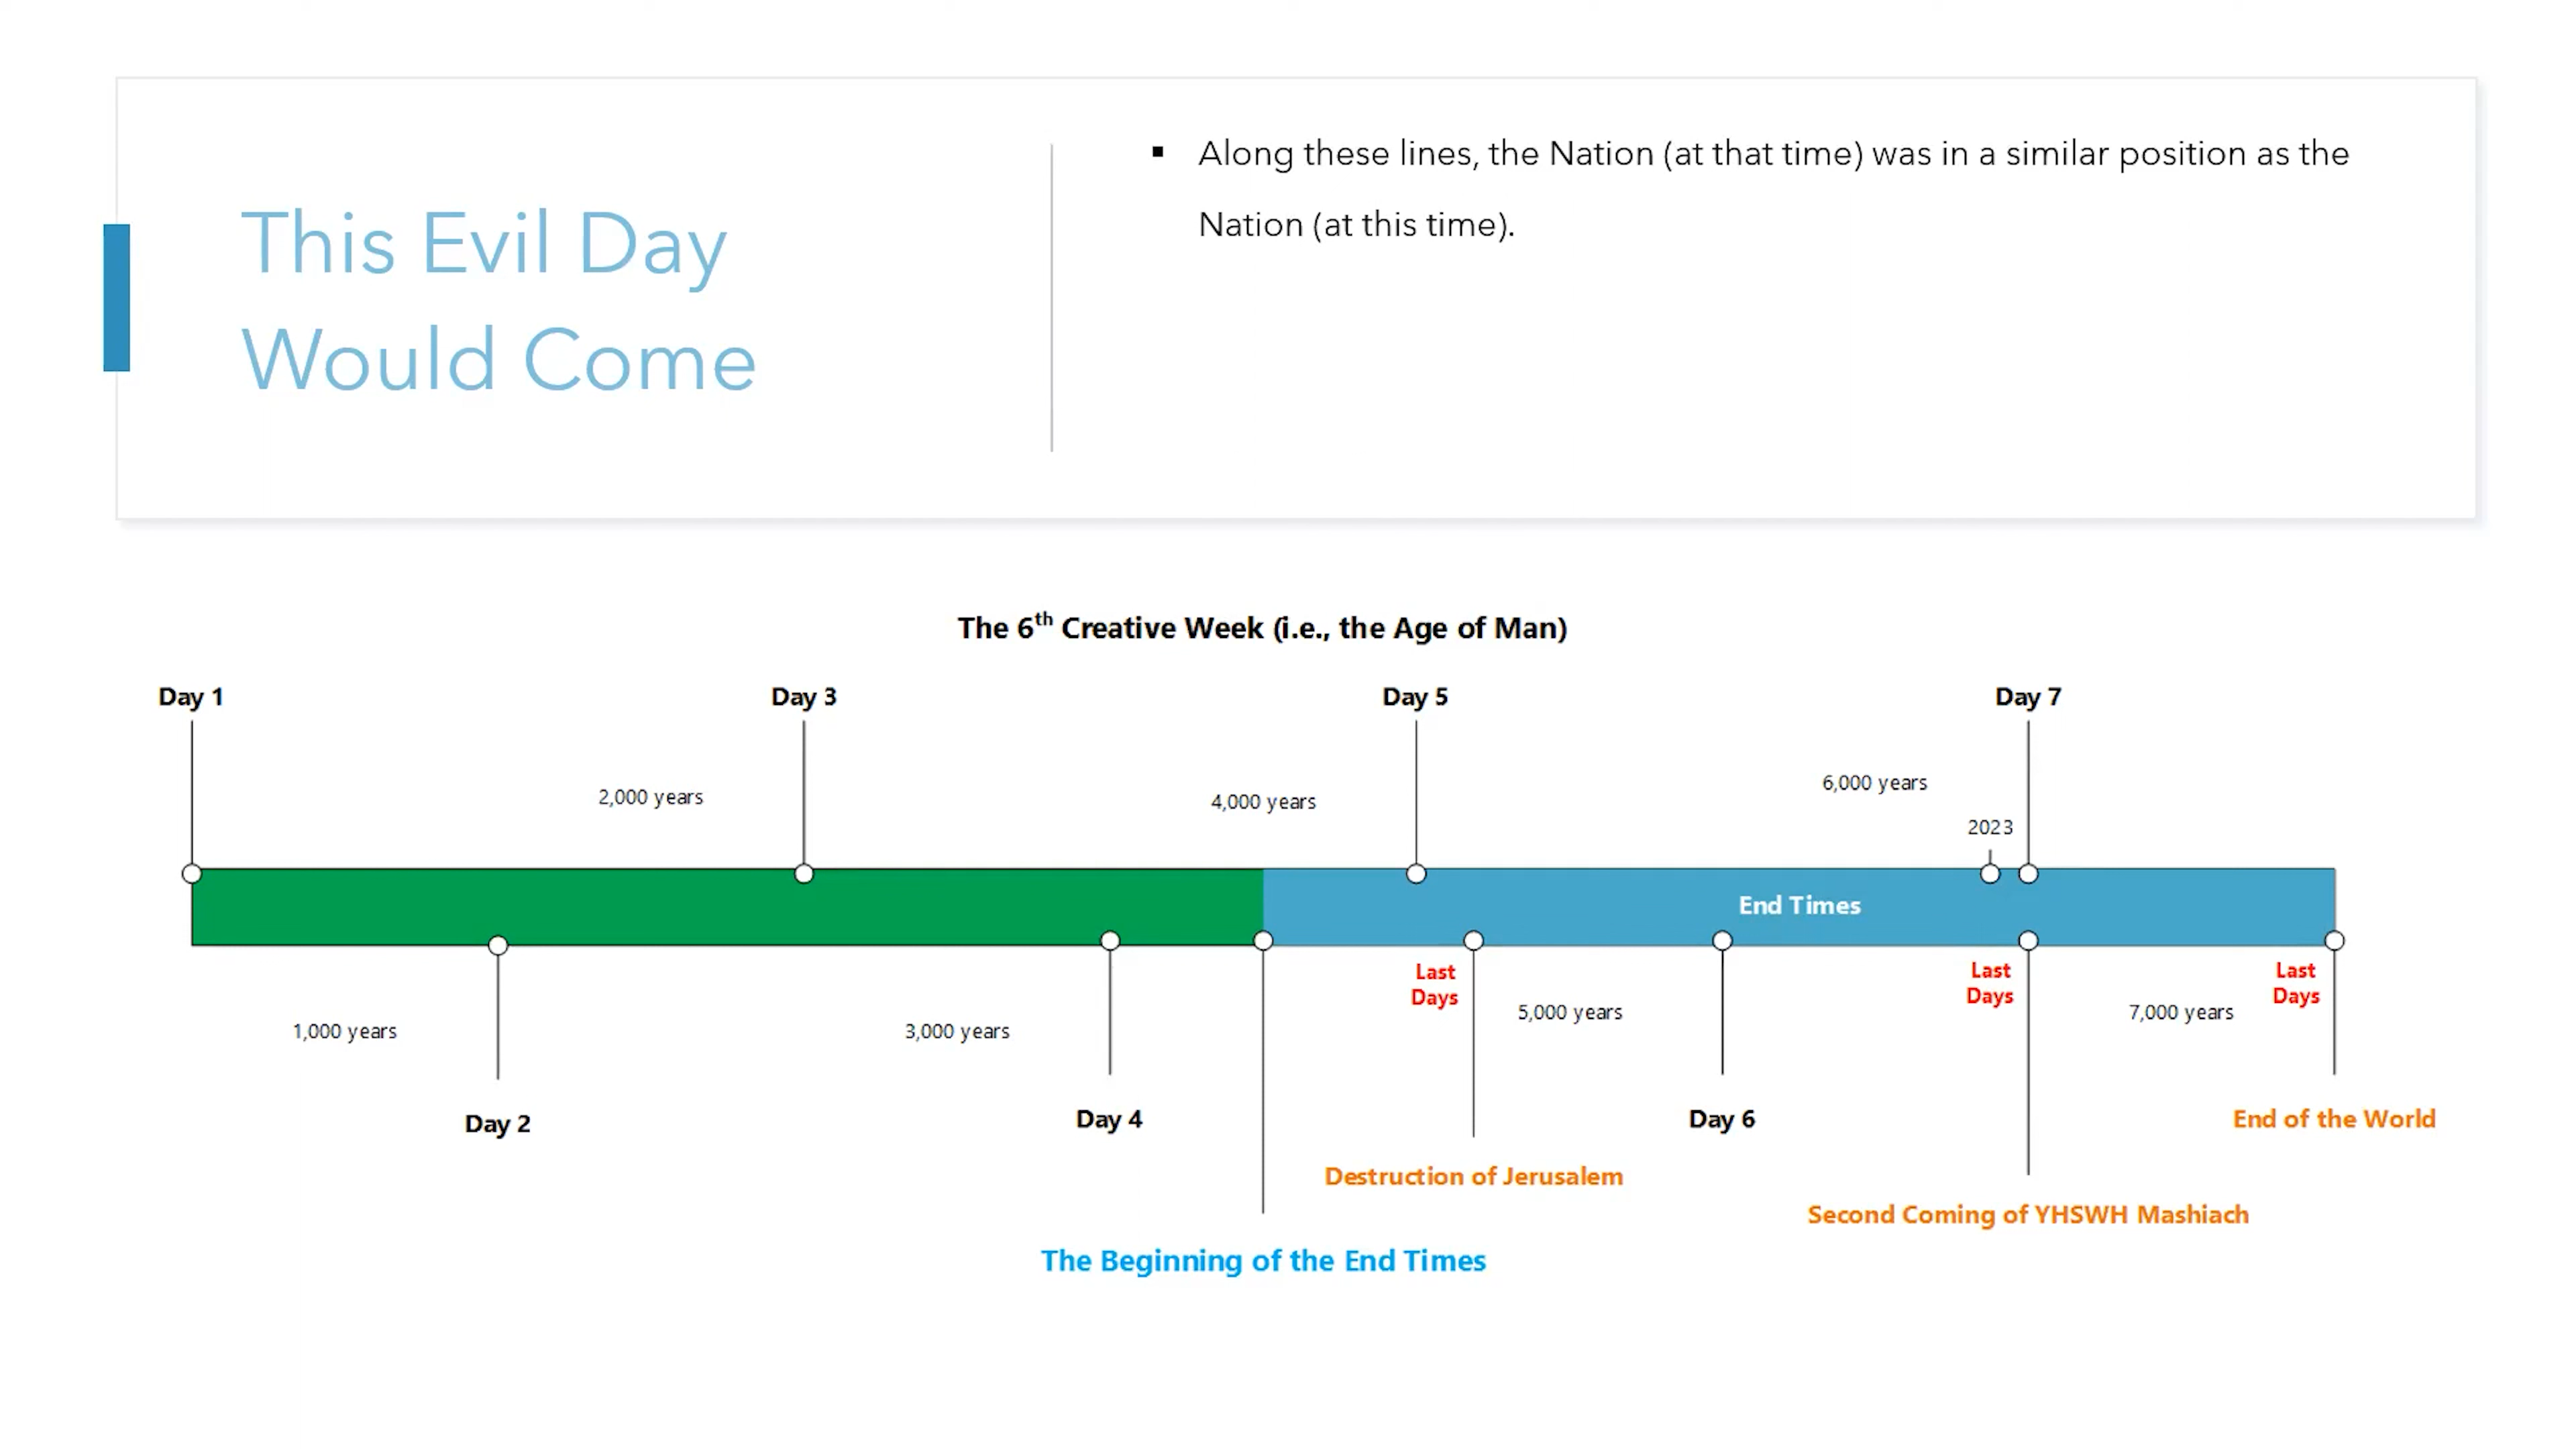 This Evil Day
Would Come
▪ Along these lines, the Nation (at that time) was in a similar position as the
Nation (at this time).
The 6th Creative Week (i.e., the Age of Man)
Day 1
Day 3
Day 5
Day 7
2,000 years
4,000 years
6,000 years
2023
End Times
Last
Days
Last
Days
Last
Days
1,000 years
3,000 years
5,000 years
7,000 years
Day 2
Day 4
Day 6
End of the World
Destruction of Jerusalem
Second Coming of YHSWH Mashiach
The Beginning of the End Times